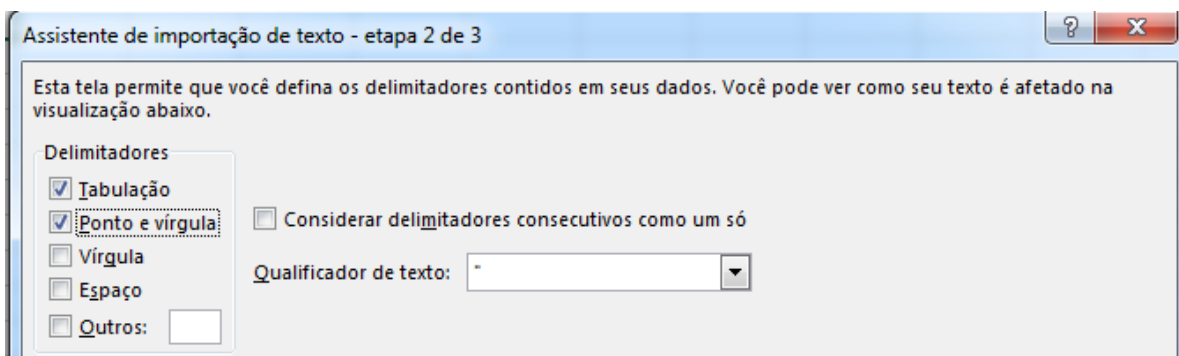 Assistente de importação de texto - etapa 2 de 3
Esta tela permite que você defina os delimitadores contidos em seus dados. Você pode ver como seu texto é afetado na
visualização abaixo.
Delimitadores
Tabulação
Ponto e vírgula
Considerar delimitadores consecutivos como um só
Vírgula
Qualificador de texto: "
Espaço
Outros: